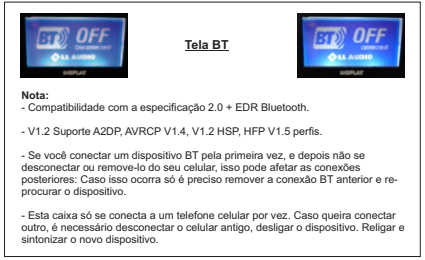 BT OFF
LL AUDIO
DISPLAY
Tela BT
BT OFF
LL AUDIO
DISPLAY
Nota:
- Compatibilidade com a especificação 2.0 + EDR Bluetooth.
- V1.2 Suporte A2DP, AVRCP V1.4, V1.2 HSP, HFP V1.5 perfis.
- Se você conectar um dispositivo BT pela primeira vez, e depois não se
desconectar ou remove-lo do seu celular, isso pode afetar as conexões
posteriores: Caso isso ocorra só é preciso remover a conexão BT anterior e re-
procurar o dispositivo.
- Esta caixa só se conecta a um telefone celular por vez. Caso queira conectar
outro, é necessário desconectar o celular antigo, desligar o dispositivo. Religar e
sintonizar o novo dispositivo.